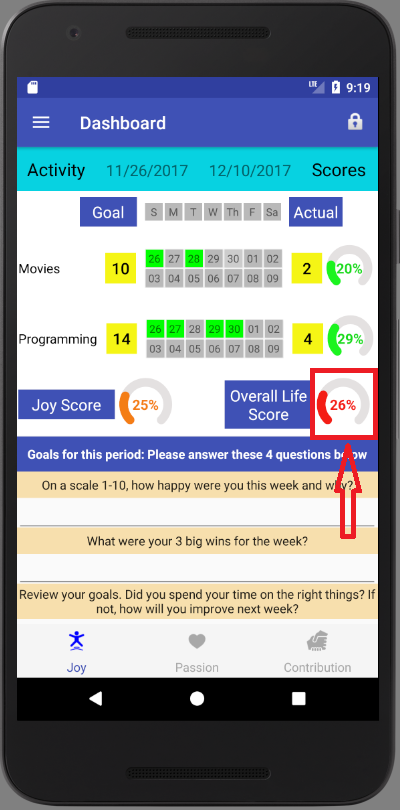 LTE 9:19
Dashboard
Activity 11/26/2017 12/10/2017 Scores
Goal S M T W Th F Sa Actual
Movies 10 26 27 28 29 30 01 02 2 20%
03 04 05 06 07 08 09
Programming 14 26 27 28 29 30 01 02 4 29%
03 04 05 06 07 08 09
Joy Score 25% Overall Life
Score 26%
Goals for this period: Please answer these 4 questions below
On a scale 1-10, how happy were you this week and why?
What were your 3 big wins for the week?
Review your goals. Did you spend your time on the right things? If
not, how will you improve next week?
Joy Passion Contribution